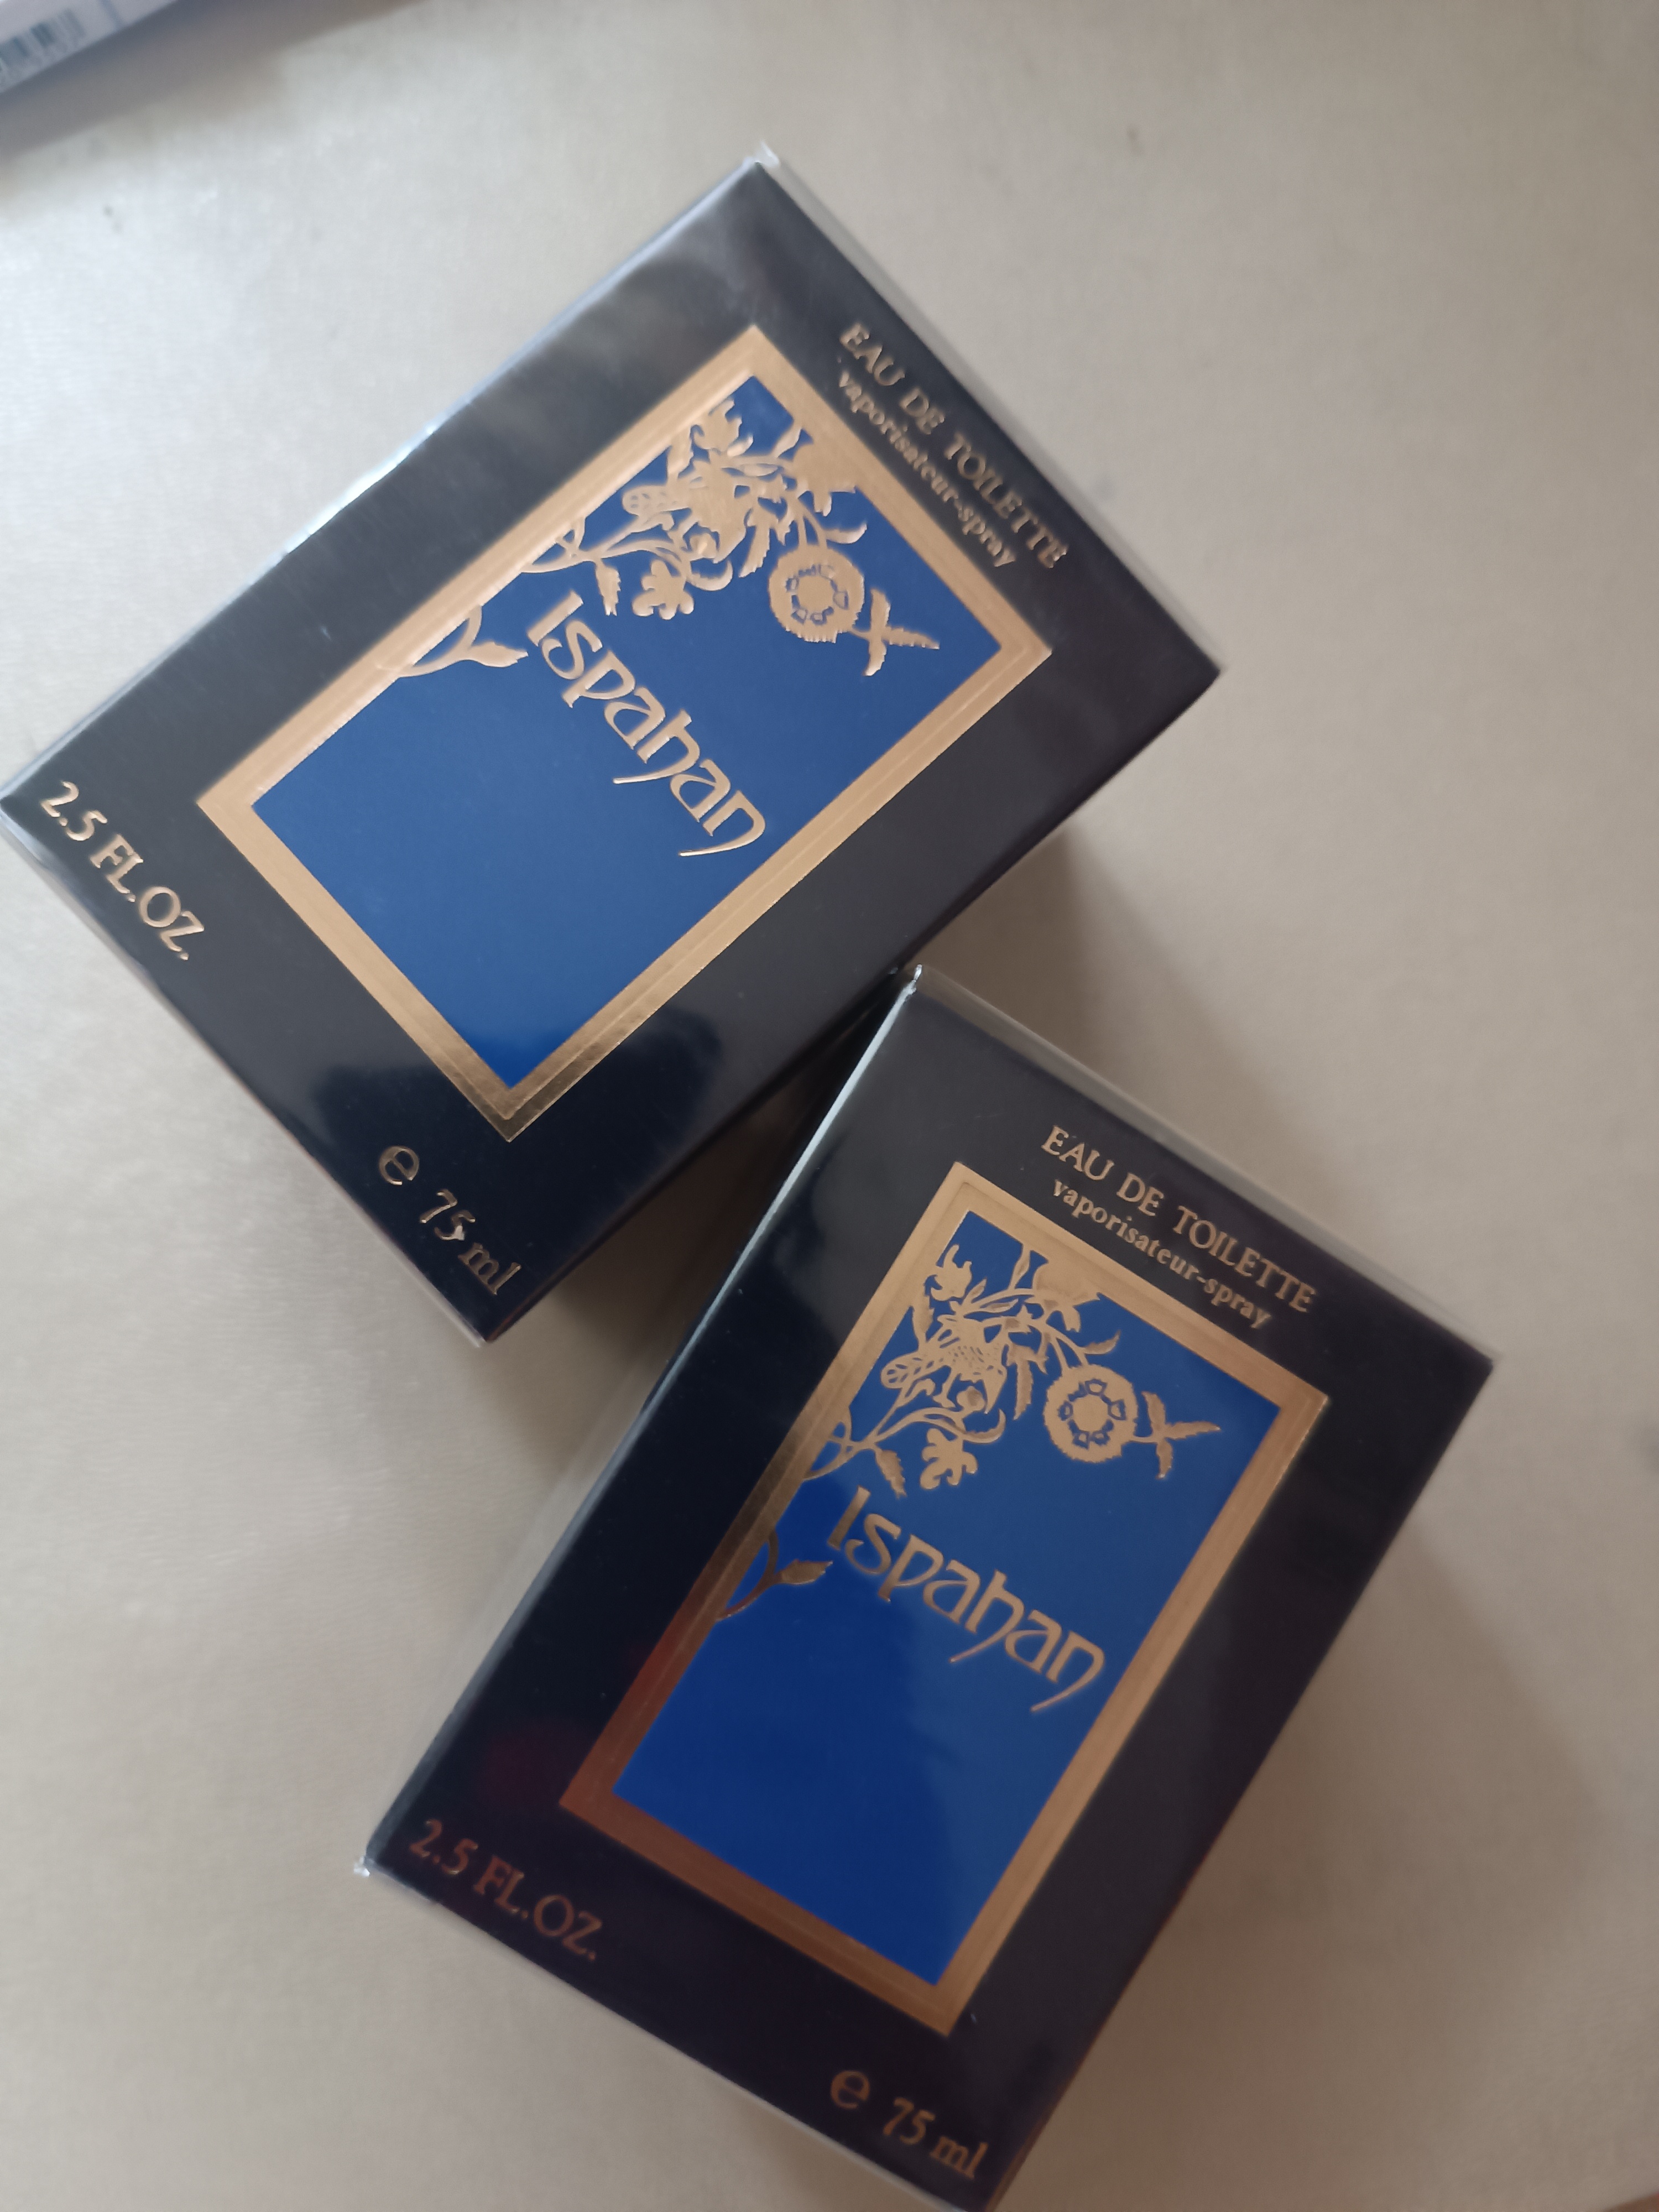 EAU DE TOILETTE
vaporisateur-spray
Ispahan
2.5 FL.OZ.
e 75 ml
EAU DE TOILETTE
vaporisateur-spray
Ispahan
2.5 FL.OZ.
e 75 ml